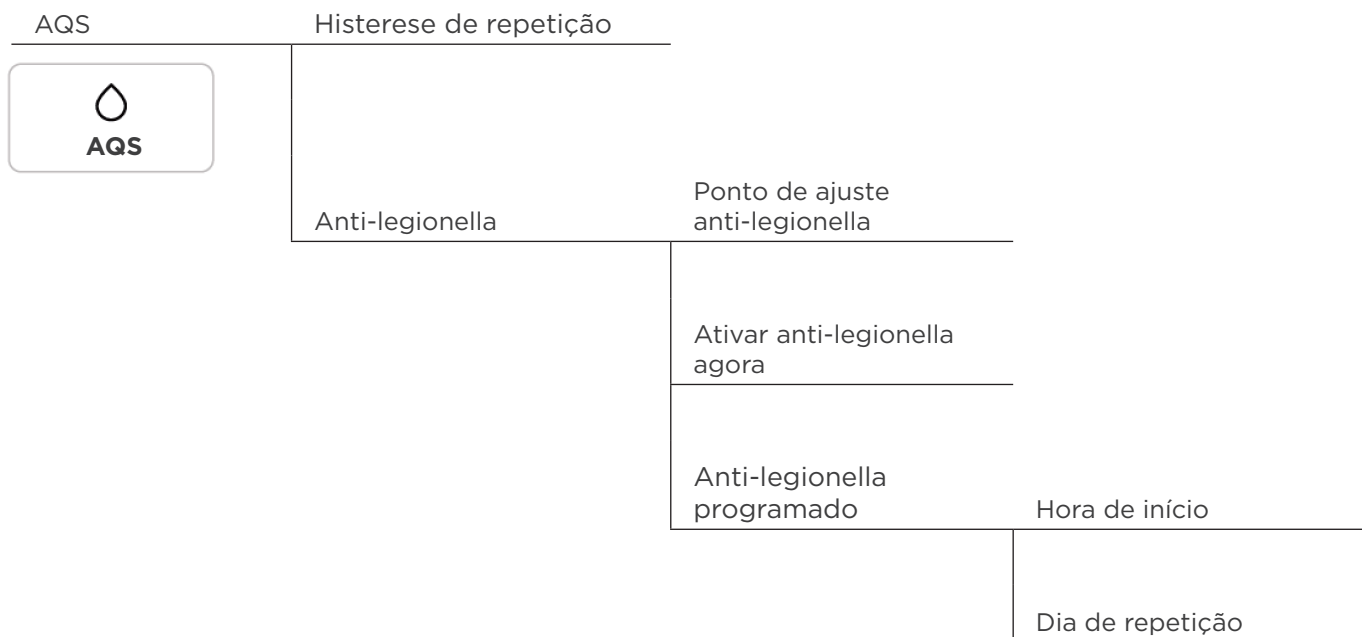 AQS
Histerese de repetição
AQS
Anti-legionella
Ponto de ajuste
anti-legionella
Ativar anti-legionella
agora
Anti-legionella
programado
Hora de início
Dia de repetição